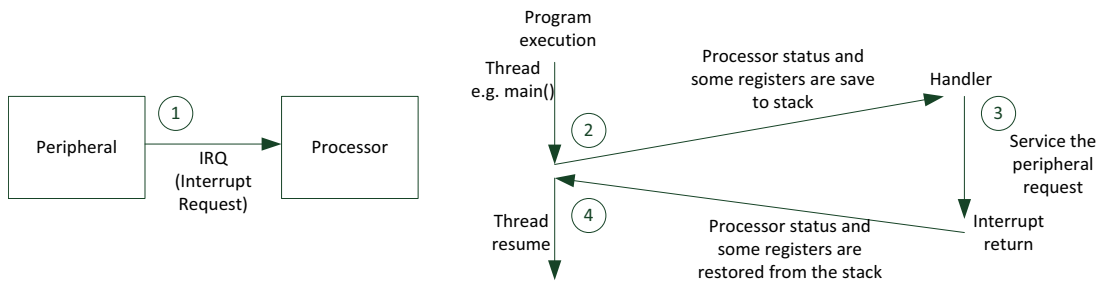 Peripheral
1
IRQ
(Interrupt
Request)
Processor
Program
execution
Thread
e.g. main()
2
Processor status and
some registers are save
to stack
Handler
3
Service the
peripheral
request
Interrupt
return
Processor status and
some registers are
restored from the stack
4
Thread
resume